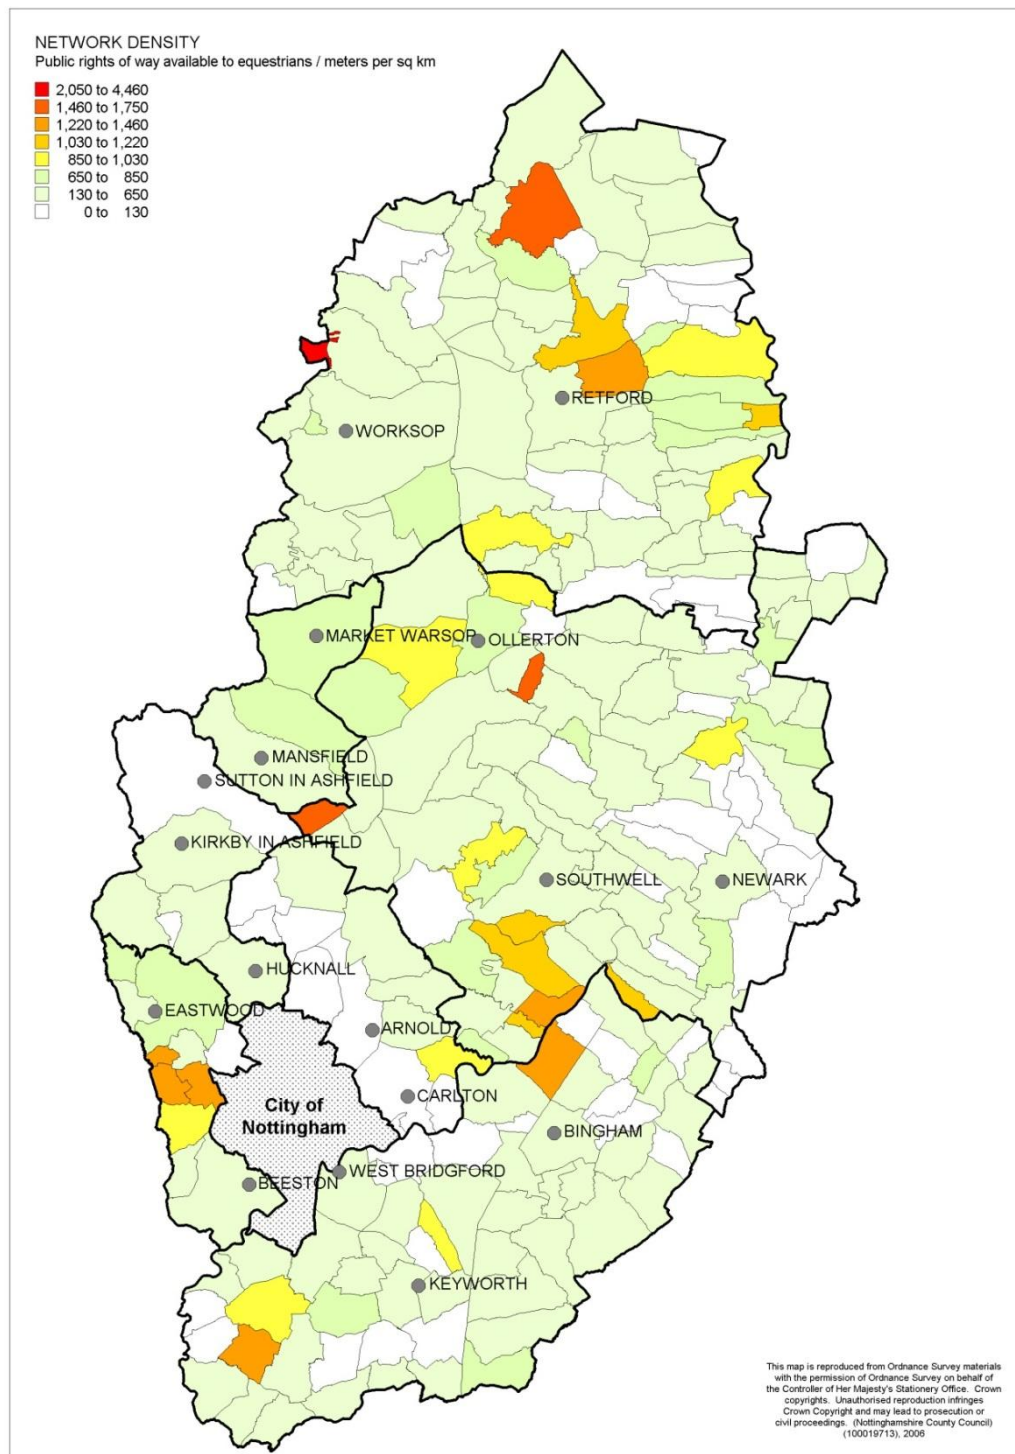 NETWORK DENSITY
Public rights of way available to equestrians / meters per sq km
2,050 to 4,460
1,460 to 1,750
1,220 to 1,460
1,030 to 1,220
850 to 1,030
650 to 850
130 to 650
0 to 130
RETFORD
WORKSOP
MARKET WARSOP
OLLERTON
MANSFIELD
SUTTON IN ASHFIELD
KIRKBY IN ASHFIELD
SOUTHWELL
NEWARK
HUCKNALL
EASTWOOD
ARNOLD
CARLTON
City of
Nottingham
BINGHAM
WEST BRIDGFORD
BEESTON
KEYWORTH
This map is reproduced from Ordnance Survey materials
with the permission of Ordnance Survey on behalf of
the Controller of Her Majesty's Stationery Office. Crown
copyrights. Unauthorised reproduction infringes
Crown Copyright and may lead to prosecution or
civil proceedings. (Nottinghamshire County Council)
(100019713), 2006